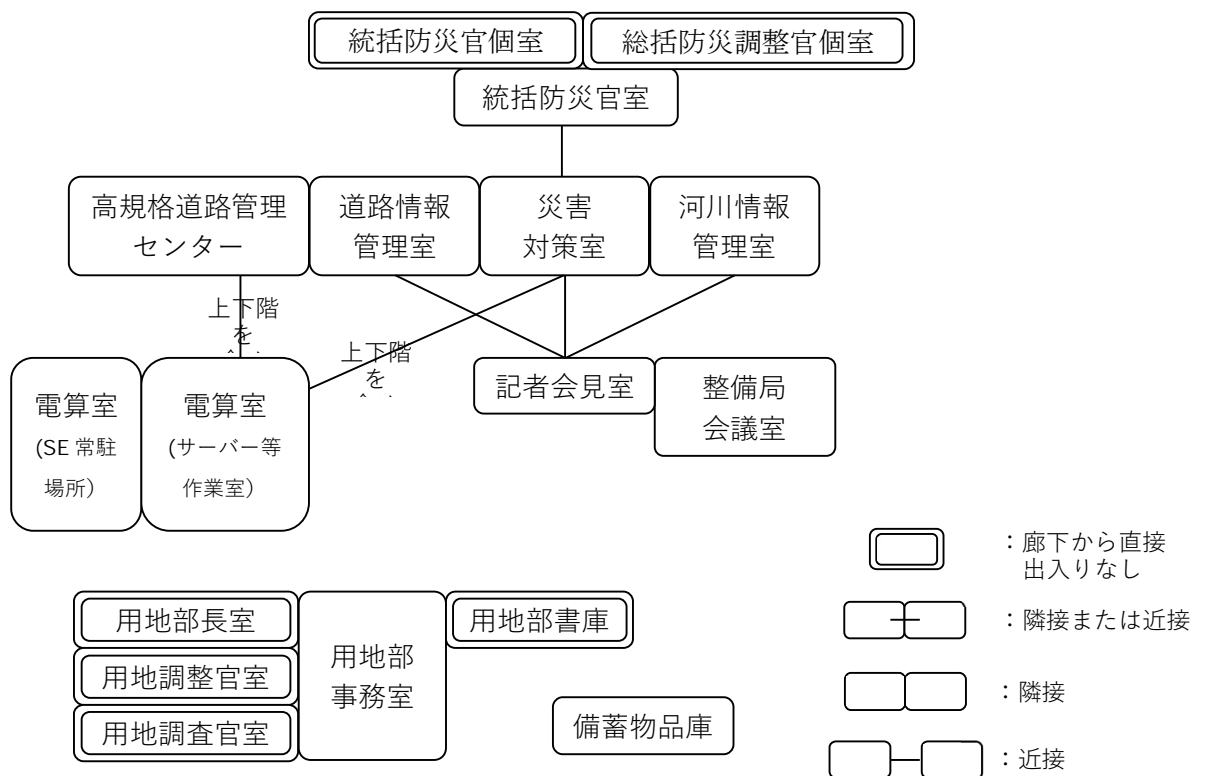 統括防災官個室
総括防災調整官個室
統括防災官室
高規格道路管理
センター
道路情報
管理室
災害
対策室
河川情報
管理室
上下階
を
上下階
を
電算室
(SE 常駐
場所)
電算室
(サーバー等
作業室)
記者会見室
整備局
会議室
用地部長室
用地調整官室
用地調査官室
用地部
事務室
用地部書庫
備蓄物品庫
：廊下から直接
出入りなし
：隣接または近接
：隣接
：近接